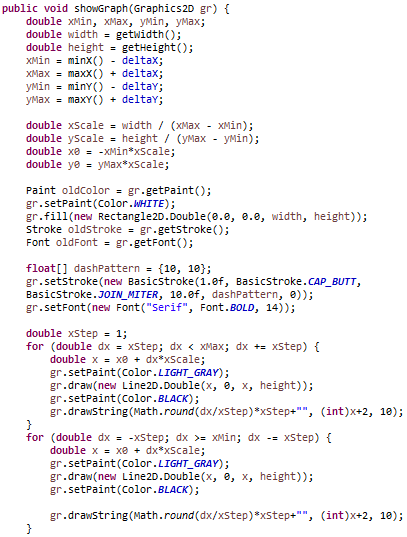 public void showGraph(Graphics2D gr) {
double xMin, xMax, yMin, yMax;
double width = getWidth();
double height = getHeight();
xMin = minX() - deltaX;
xMax = maxX() + deltaX;
yMin = minY() - deltaY;
yMax = maxY() + deltaY;
double xScale = width / (xMax - xMin);
double yScale = height / (yMax - yMin);
double x0 = -xMin*xScale;
double y0 = yMax*xScale;
Paint oldColor = gr.getPaint();
gr.setPaint(Color.WHITE);
gr.fill(new Rectangle2D.Double(0.0, 0.0, width, height));
Stroke oldStroke = gr.getStroke();
Font oldFont = gr.getFont();
float[] dashPattern = {10, 10};
gr.setStroke(new BasicStroke(1.0f, BasicStroke.CAP_BUTT,
BasicStroke.JOIN_MITER, 10.0f, dashPattern, 0));
gr.setFont(new Font("Serif", Font.BOLD, 14));
double xStep = 1;
for (double dx = xStep; dx < xMax; dx += xStep) {
double x = x0 + dx*xScale;
gr.setPaint(Color.LIGHT_GRAY);
gr.draw(new Line2D.Double(x, 0, x, height));
gr.setPaint(Color.BLACK);
gr.drawString(Math.round(dx/xStep)*xStep+"", (int)x+2, 10);
}
for (double dx = -xStep; dx >= xMin; dx -= xStep) {
double x = x0 + dx*xScale;
gr.setPaint(Color.LIGHT_GRAY);
gr.draw(new Line2D.Double(x, 0, x, height));
gr.setPaint(Color.BLACK);
gr.drawString(Math.round(dx/xStep)*xStep+"", (int)x+2, 10);
}